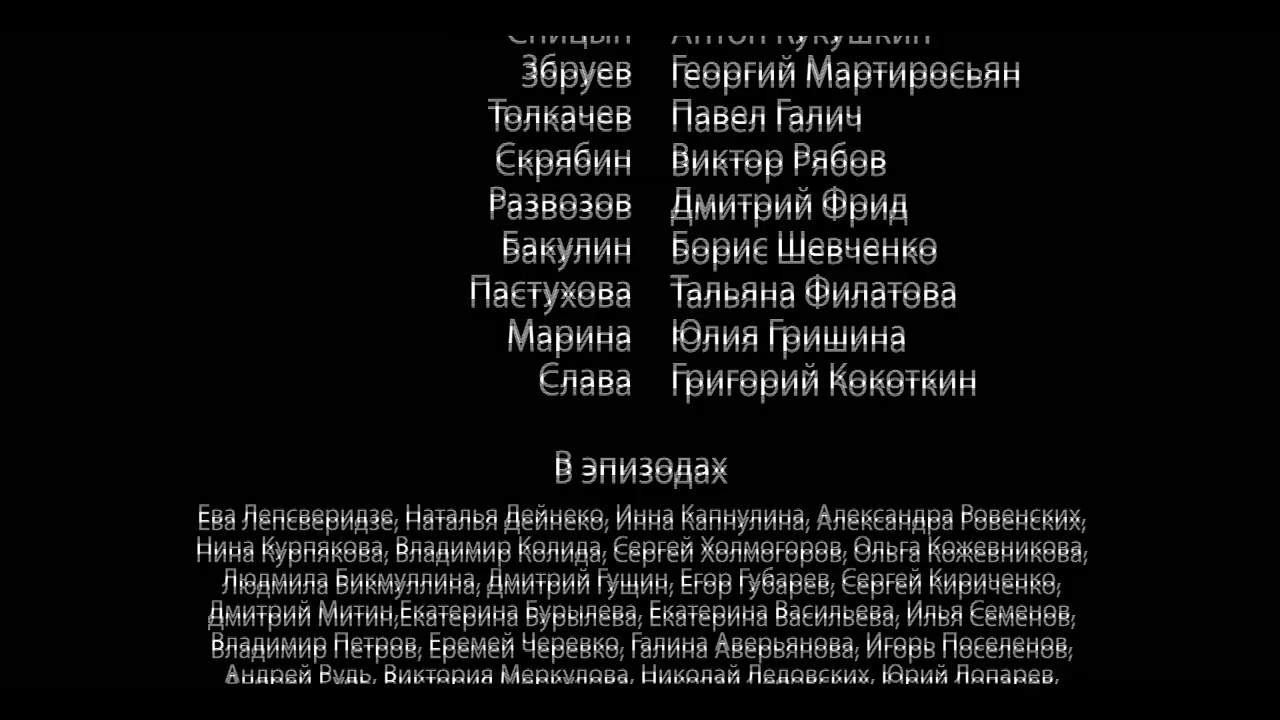 Спицын Антон Кукушкин
Збруев Георгий Мартиросьян
Толкачев Павел Галич
Скрябин Виктор Рябов
Развозов Дмитрий Фрид
Бакулин Борис Шевченко
Пастухова Татьяна Филатова
Марина Юлия Гришина
Слава Григорий Кокоткин
В эпизодах
Ева Наталья Дейнеко, Инна Александра Ровенских,
Нина Курпякова, Владимир Колида, Сергей Холмогоров, Ольга Кожевникова,
Людмила Бикмуллина, Дмитрий Гущин, Егор Губарев, Сергей Кириченко,
Дмитрий Митин,Екатерина Бурылева, Екатерина Васильева, Илья Семенов,
Владимир Петров, Еремей Черевко, Галина Аверьянова, Игорь Поселенов,
Андрей Рудь, Виктория Меркулова, Николай Ледовских, Юрий Лопарев,